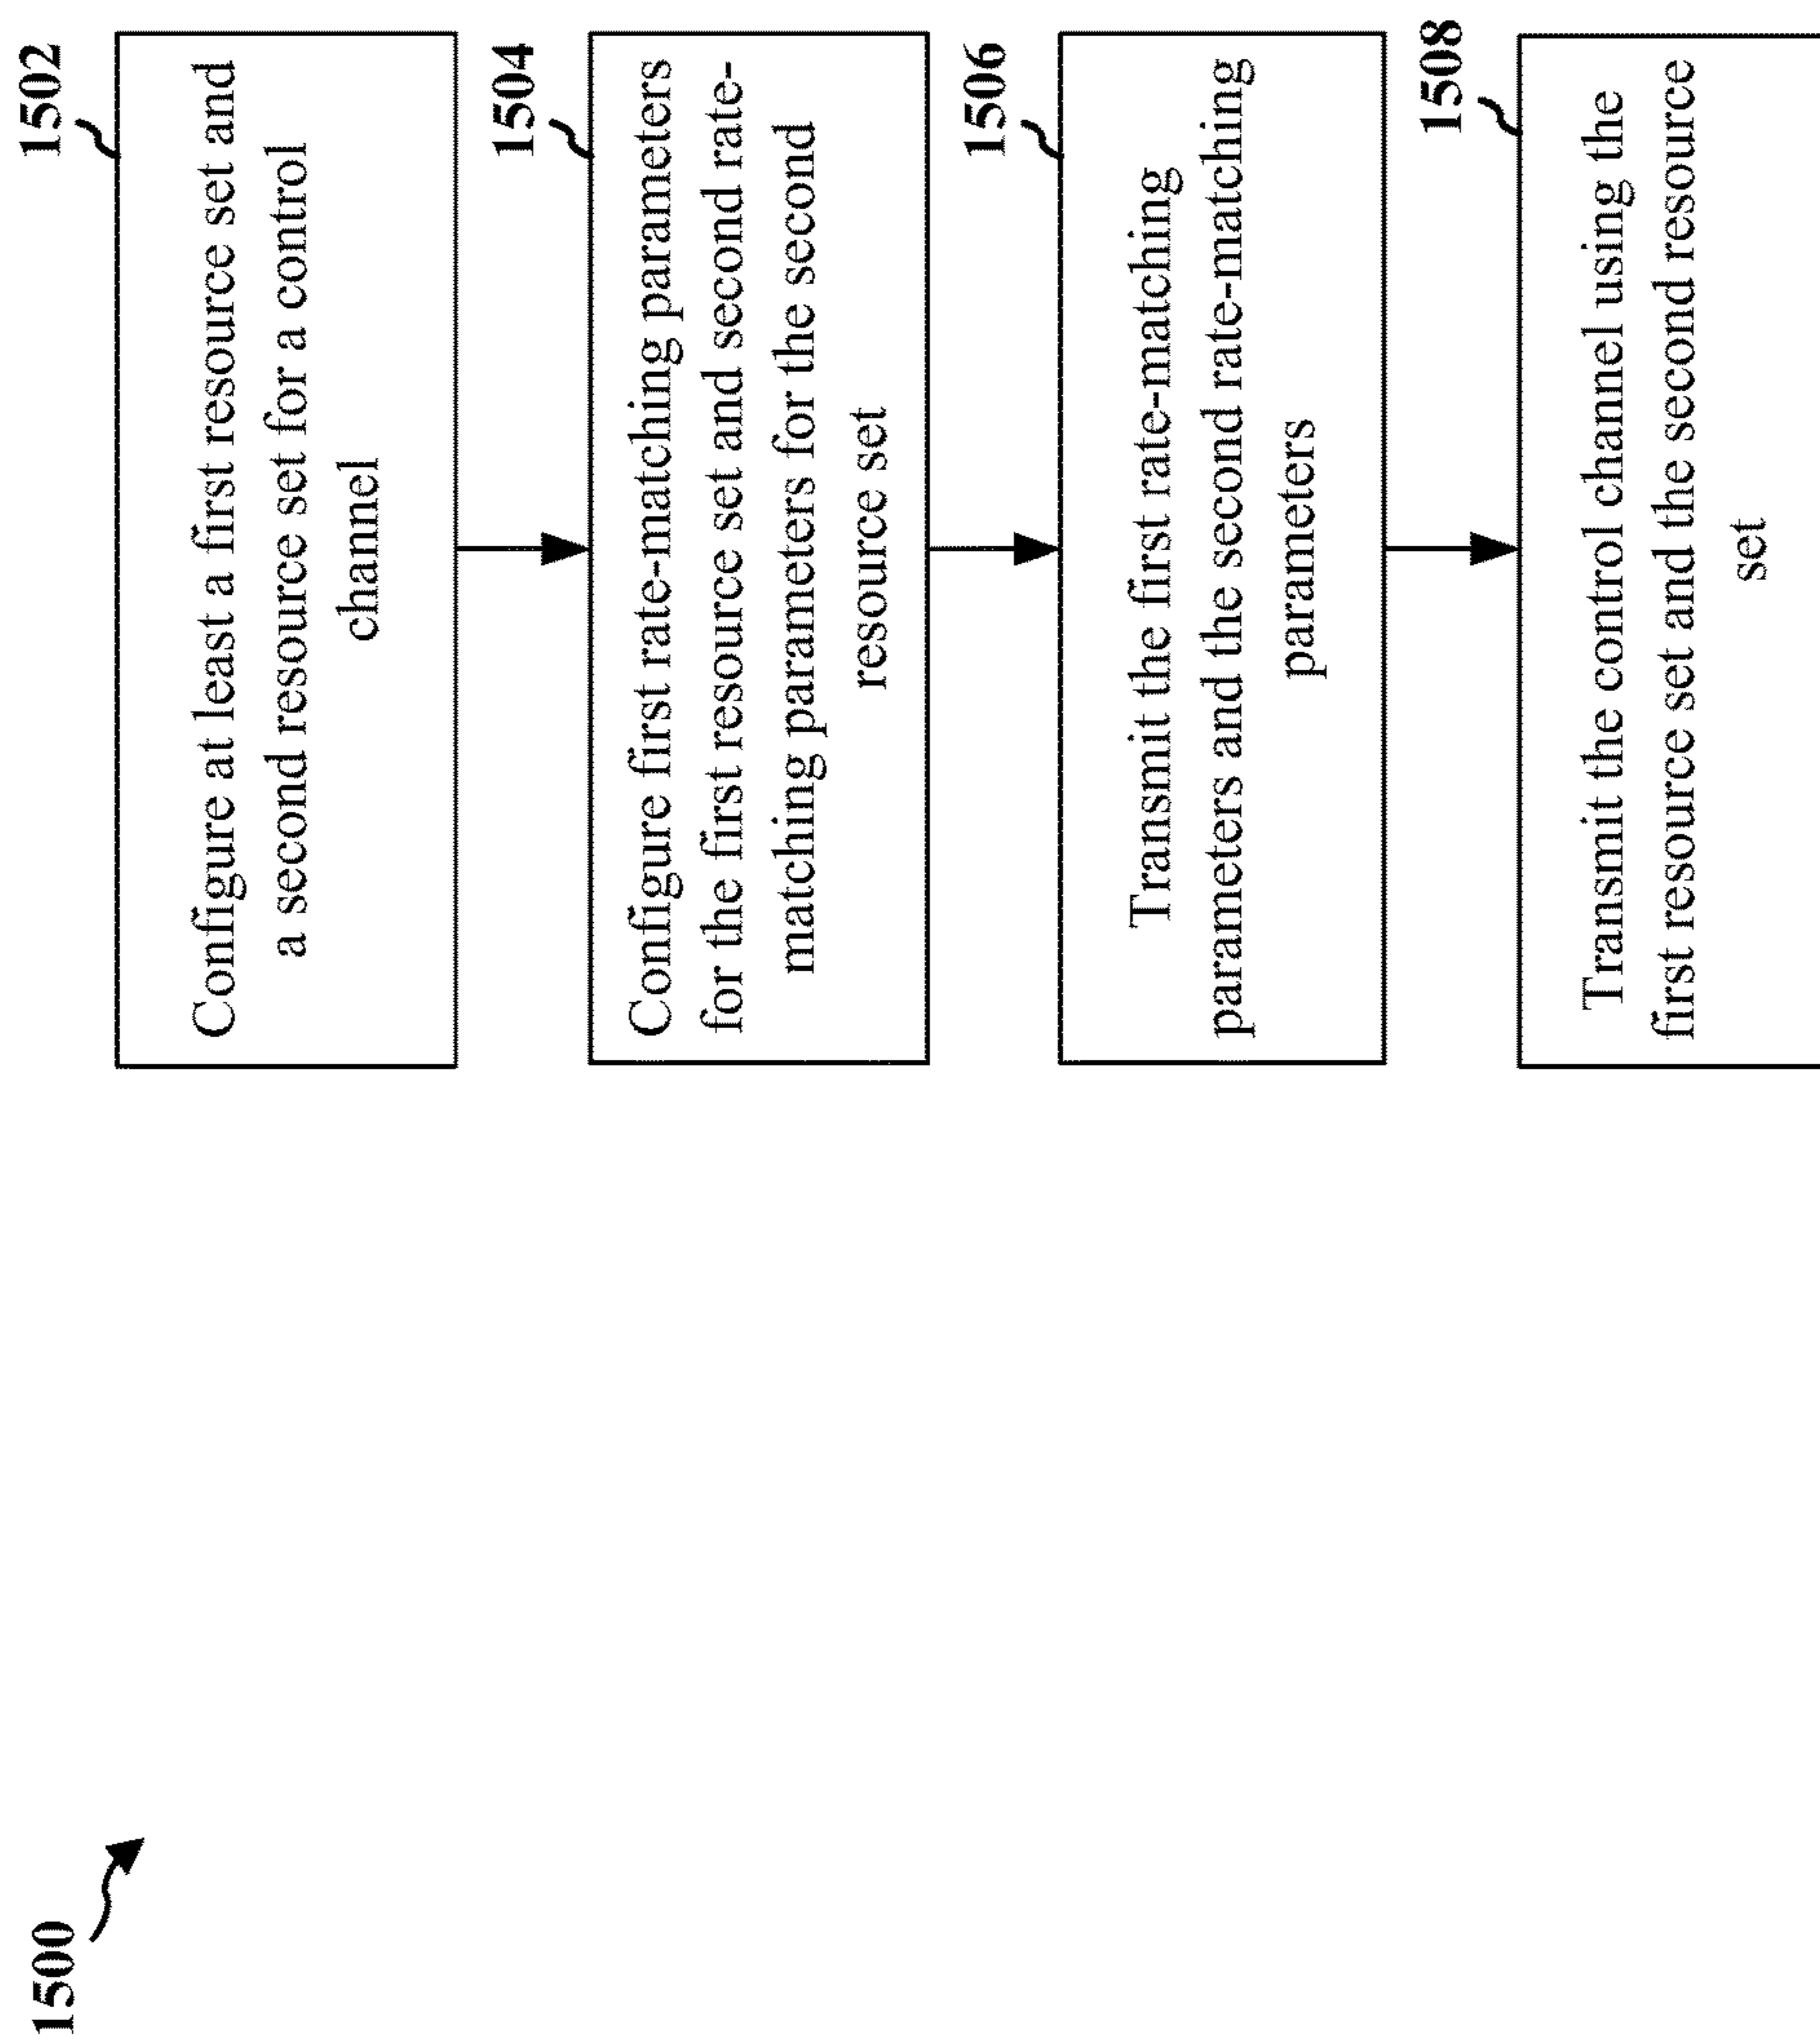 1500
1502
Configure at least a first resource set and
a second resource set for a control
channel
1504
Configure first rate-matching parameters
for the first resource set and second rate-
matching parameters for the second
resource set
1506
Transmit the first rate-matching
parameters and the second rate-matching
parameters
1508
Transmit the control channel using the
first resource set and the second resource
set